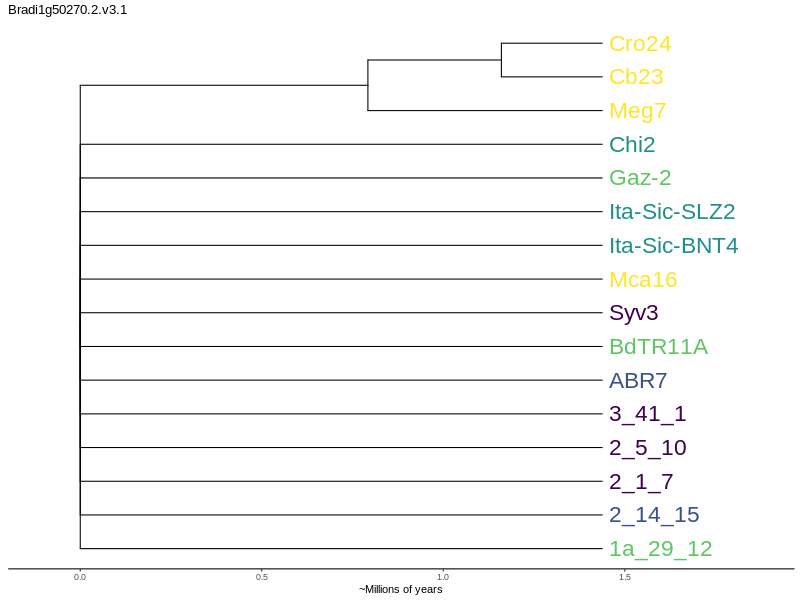 Bradi1g50270.2.v3.1
Cro24
Cb23
Meg7
Chi2
Gaz-2
Ita-Sic-SLZ2
Ita-Sic-BNT4
Mca16
Syv3
BdTR11A
ABR7
3_41_1
2_5_10
2_1_7
2_14_15
1a_29_12
0.0 0.5 1.0 1.5
~Millions of years